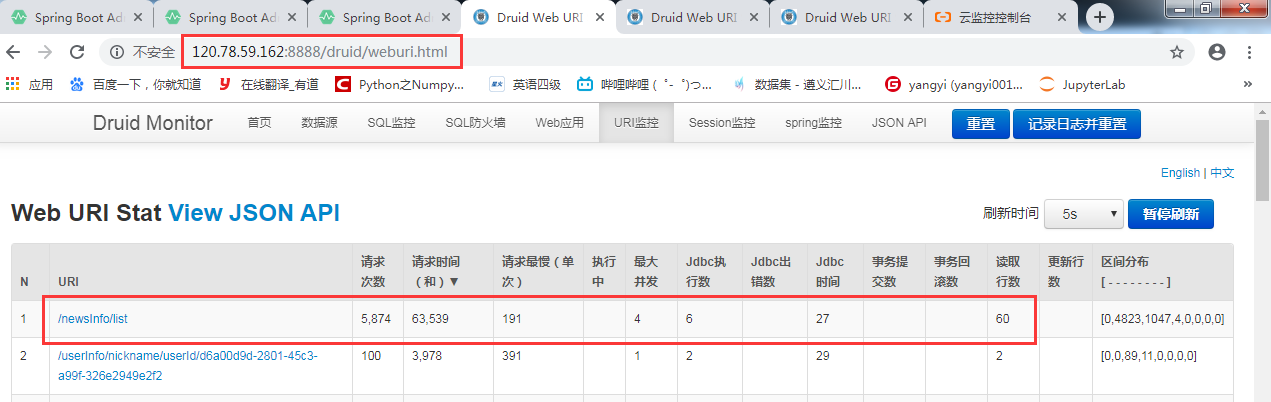 Spring Boot Ad
Spring Boot Ad
Spring Boot Ad
Druid Web URI
Druid Web URI
Druid Web URI
云监控控制台
不安全
120.78.59.162:8888/druid/weburi.html
应用
百度一下，你就知道
在线翻译_有道
Python之Numpy...
英语四级
哔哩哔哩 ( ゜- ゜)つ...
数据集 - 遵义汇川...
yangyi (yangyi001...
JupyterLab
Druid Monitor
首页
数据源
SQL监控
SQL防火墙
Web应用
URI监控
Session监控
spring监控
JSON API
重置
记录日志并重置
English | 中文
Web URI Stat View JSON API
刷新时间
5s
暂停刷新
N
URI
请求
次数
请求时间
（和）▼
请求最慢（单
次）
执行
中
最大
并发
Jdbc执
行数
Jdbc出
错数
Jdbc
时间
事务提
交数
事务回
滚数
读取
行数
更新行
数
区间分布
[ - - - - - - - - ]
1 /newsInfo/list 5,874 63,539 191 4 6 27 60 [0,4823,1047,4,0,0,0,0]
2 /userInfo/nickname/userId/d6a00d9d-2801-45c3- 100 3,978 391 1 2 29 2 [0,0,89,11,0,0,0,0]
a99f-326e2949e2f2